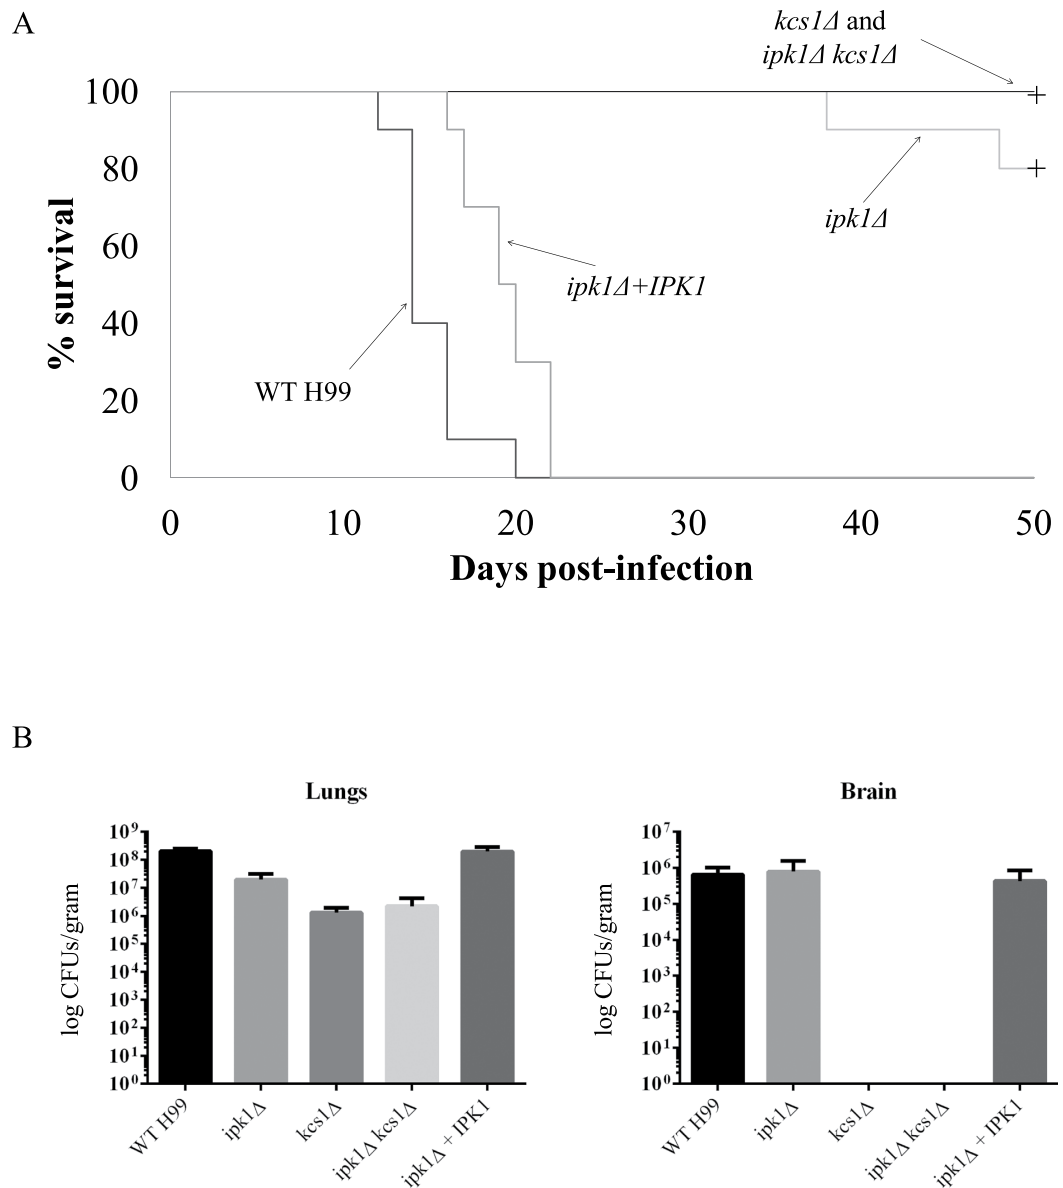 A
kcs1Δ and
ipk1Δ kcs1Δ
100
80
60
40
20
0
% survival
ipk1Δ
ipk1Δ+IPK1
WT H99
0 10 20 30 40 50
Days post-infection
B
Lungs
10⁹
10⁸
10⁷
10⁶
10⁵
10⁴
10³
10²
10¹
10⁰
log CFUs/gram
WT H99
ipk1Δ
kcs1Δ
ipk1Δ kcs1Δ
ipk1Δ + IPK1
Brain
10⁷
10⁶
10⁵
10⁴
10³
10²
10¹
10⁰
log CFUs/gram
WT H99
ipk1Δ
kcs1Δ
ipk1Δ kcs1Δ
ipk1Δ + IPK1